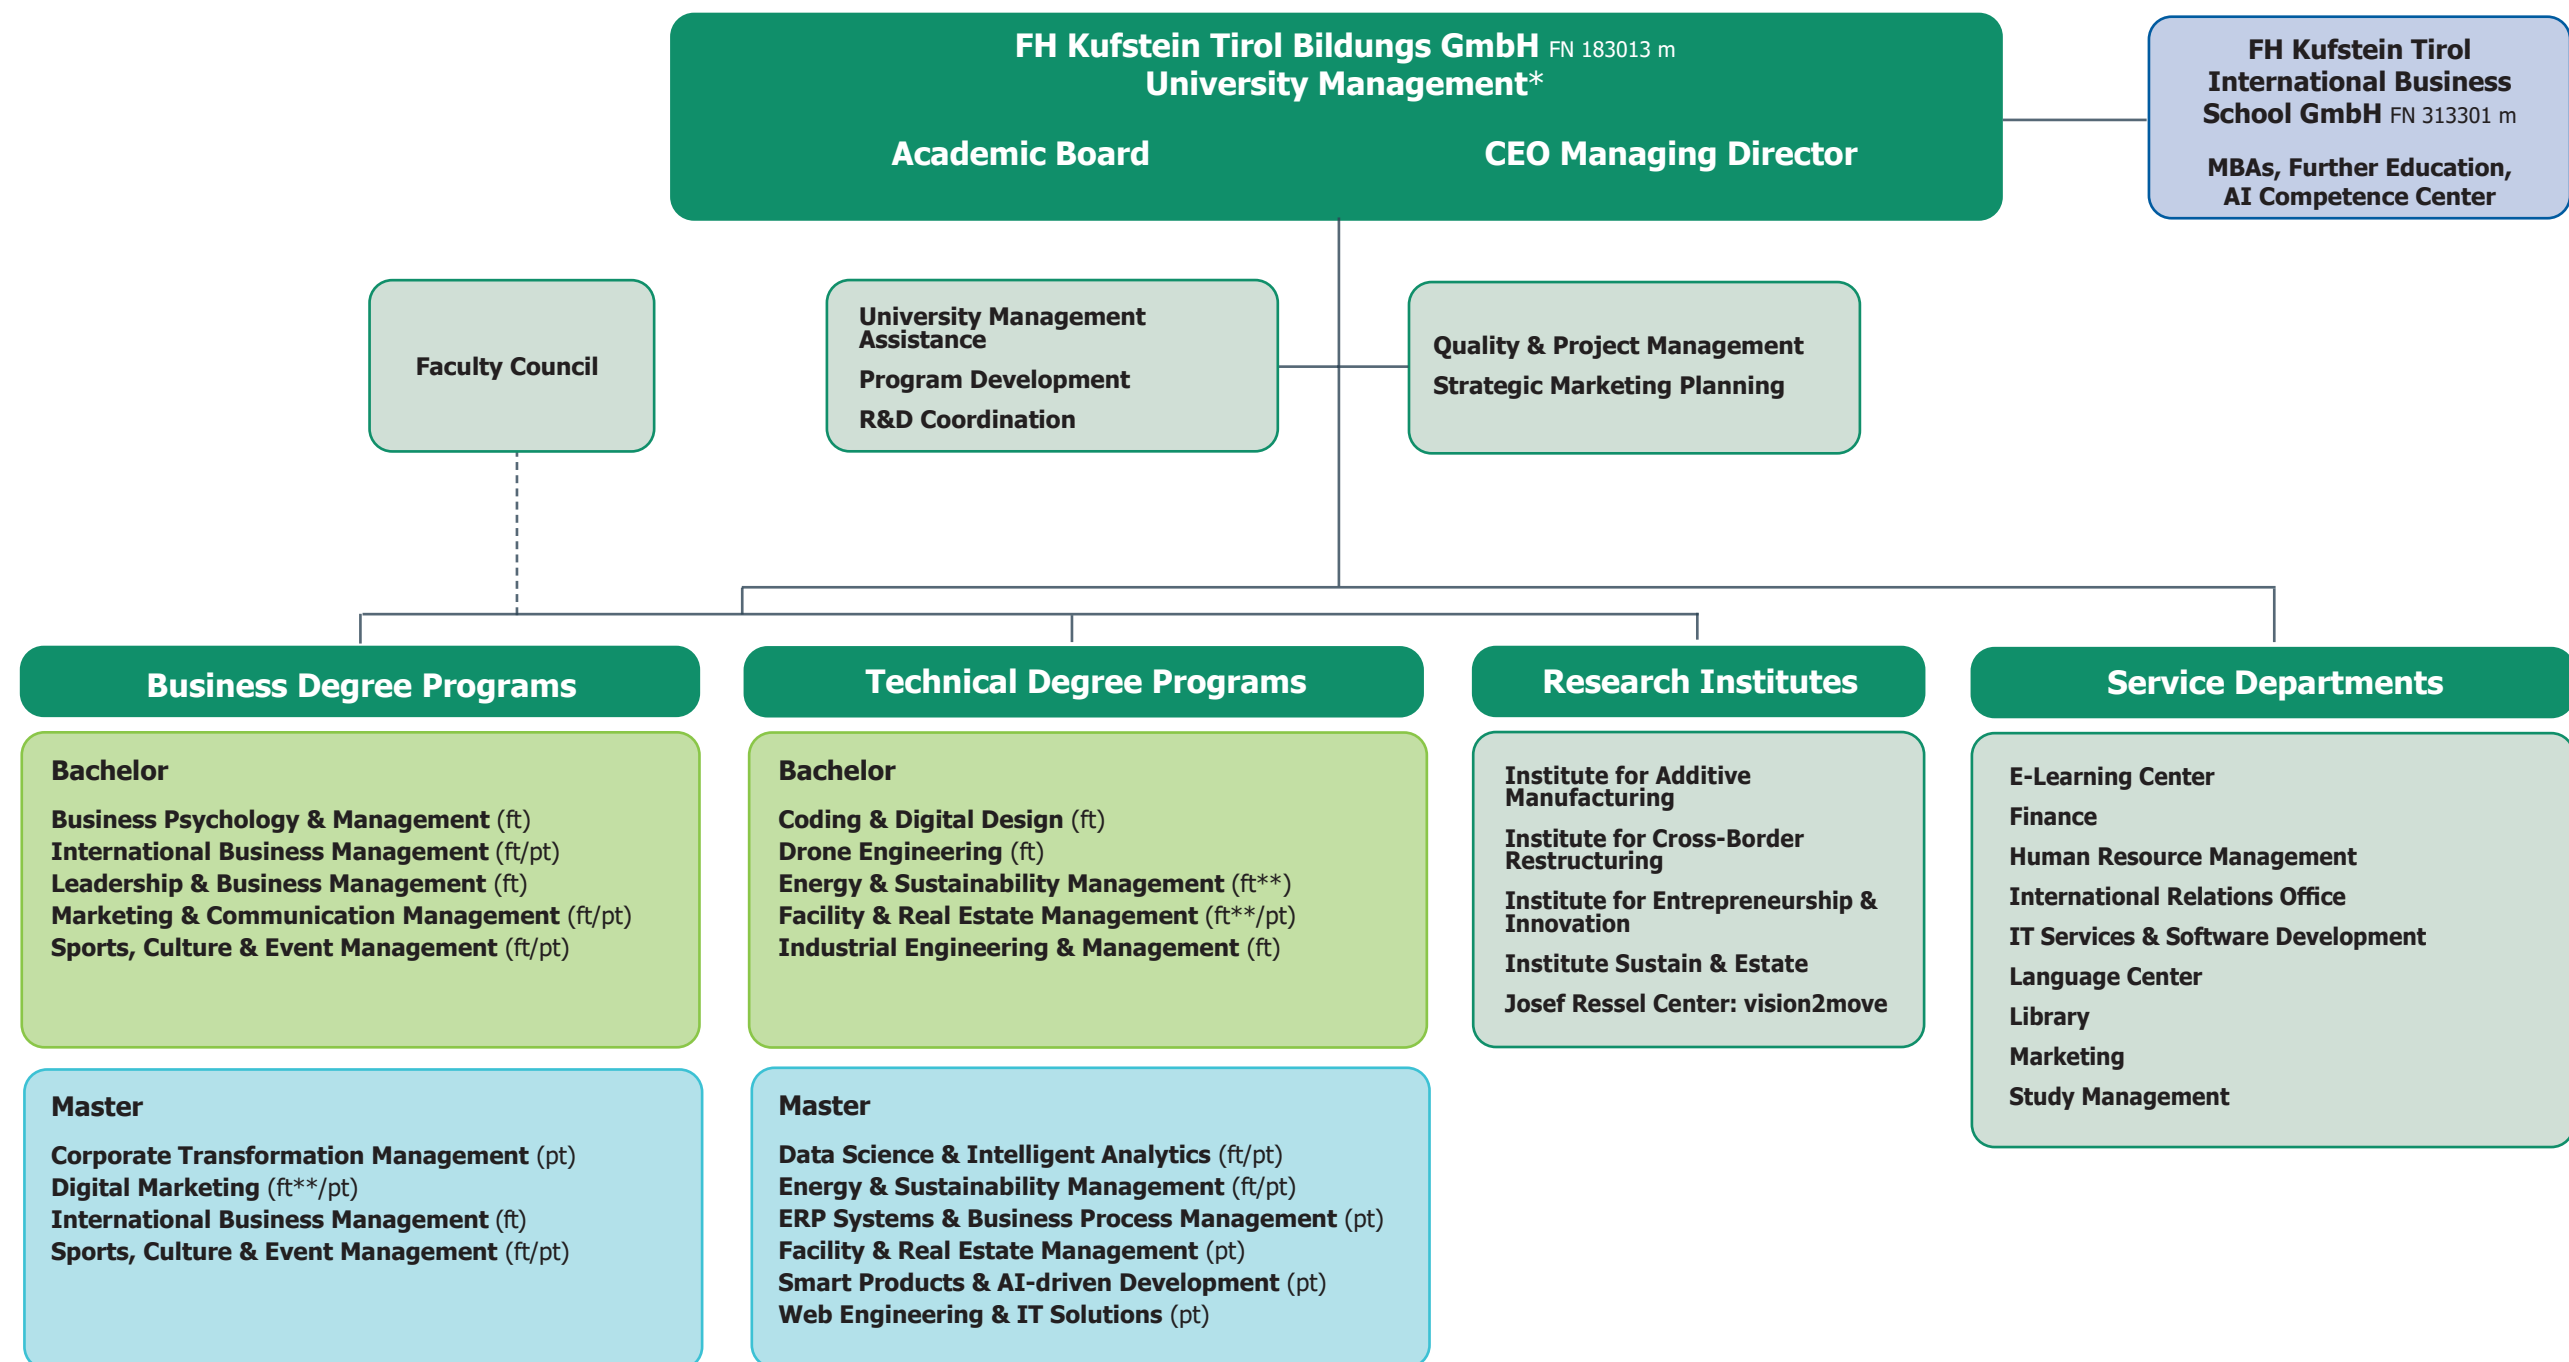 FH Kufstein Tirol Bildungs GmbH FN 183013 m
University Management*
Academic Board
CEO Managing Director
FH Kufstein Tirol
International Business
School GmbH FN 313301 m
MBAs, Further Education,
AI Competence Center
Faculty Council
University Management
Assistance
Program Development
R&D Coordination
Quality & Project Management
Strategic Marketing Planning
Business Degree Programs
Bachelor
Business Psychology & Management (ft)
International Business Management (ft/pt)
Leadership & Business Management (ft)
Marketing & Communication Management (ft/pt)
Sports, Culture & Event Management (ft/pt)
Master
Corporate Transformation Management (pt)
Digital Marketing (ft**/pt)
International Business Management (ft)
Sports, Culture & Event Management (ft/pt)
Technical Degree Programs
Bachelor
Coding & Digital Design (ft)
Drone Engineering (ft)
Energy & Sustainability Management (ft**)
Facility & Real Estate Management (ft**/pt)
Industrial Engineering & Management (ft)
Master
Data Science & Intelligent Analytics (ft/pt)
Energy & Sustainability Management (ft/pt)
ERP Systems & Business Process Management (pt)
Facility & Real Estate Management (pt)
Smart Products & AI-driven Development (pt)
Web Engineering & IT Solutions (pt)
Research Institutes
Institute for Additive
Manufacturing
Institute for Cross-Border
Restructuring
Institute for Entrepreneurship &
Innovation
Institute Sustain & Estate
Josef Ressel Center: vision2move
Service Departments
E-Learning Center
Finance
Human Resource Management
International Relations Office
IT Services & Software Development
Language Center
Library
Marketing
Study Management